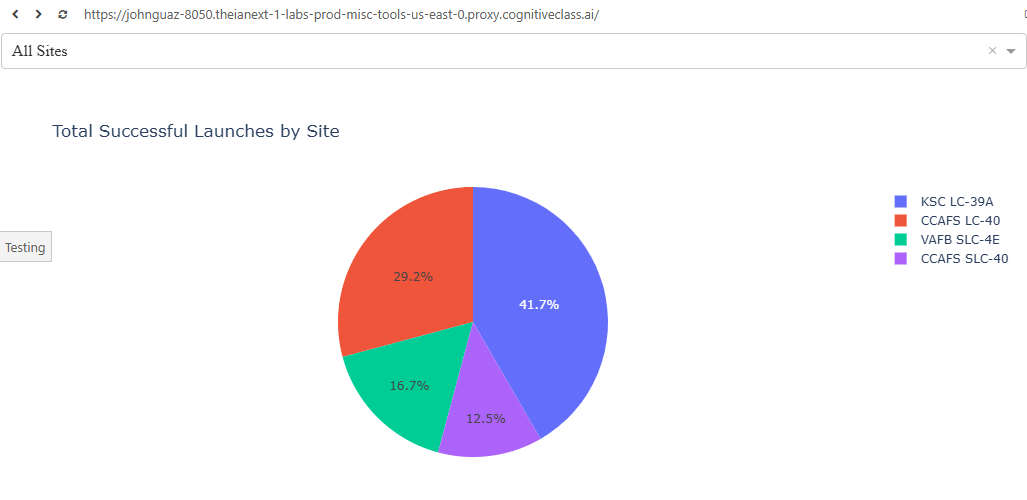 https://johnguaz-8050.theianext-1-labs-prod-misc-tools-us-east-0.proxy.cognitiveclass.ai/
All Sites
Total Successful Launches by Site
KSC LC-39A
CCAFS LC-40
VAFB SLC-4E
CCAFS SLC-40
Testing
29.2%
41.7%
16.7%
12.5%